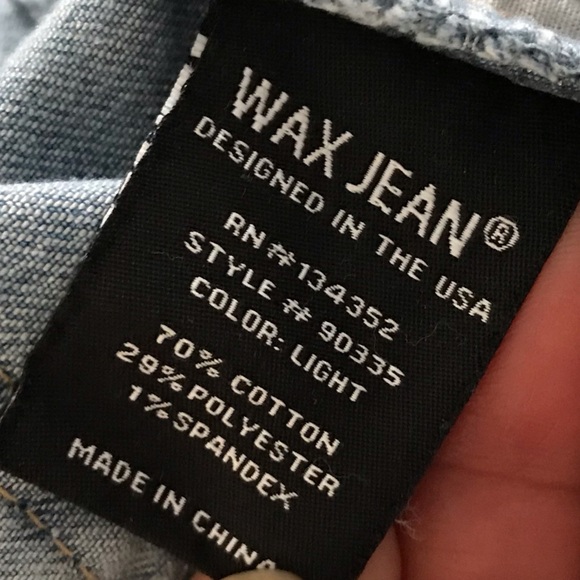 WAX JEAN®
DESIGNED IN THE USA
RN#134352
STYLE # 90335
COLOR: LIGHT
70% COTTON
29% POLYESTER
1% SPANDEX
MADE IN CHINA